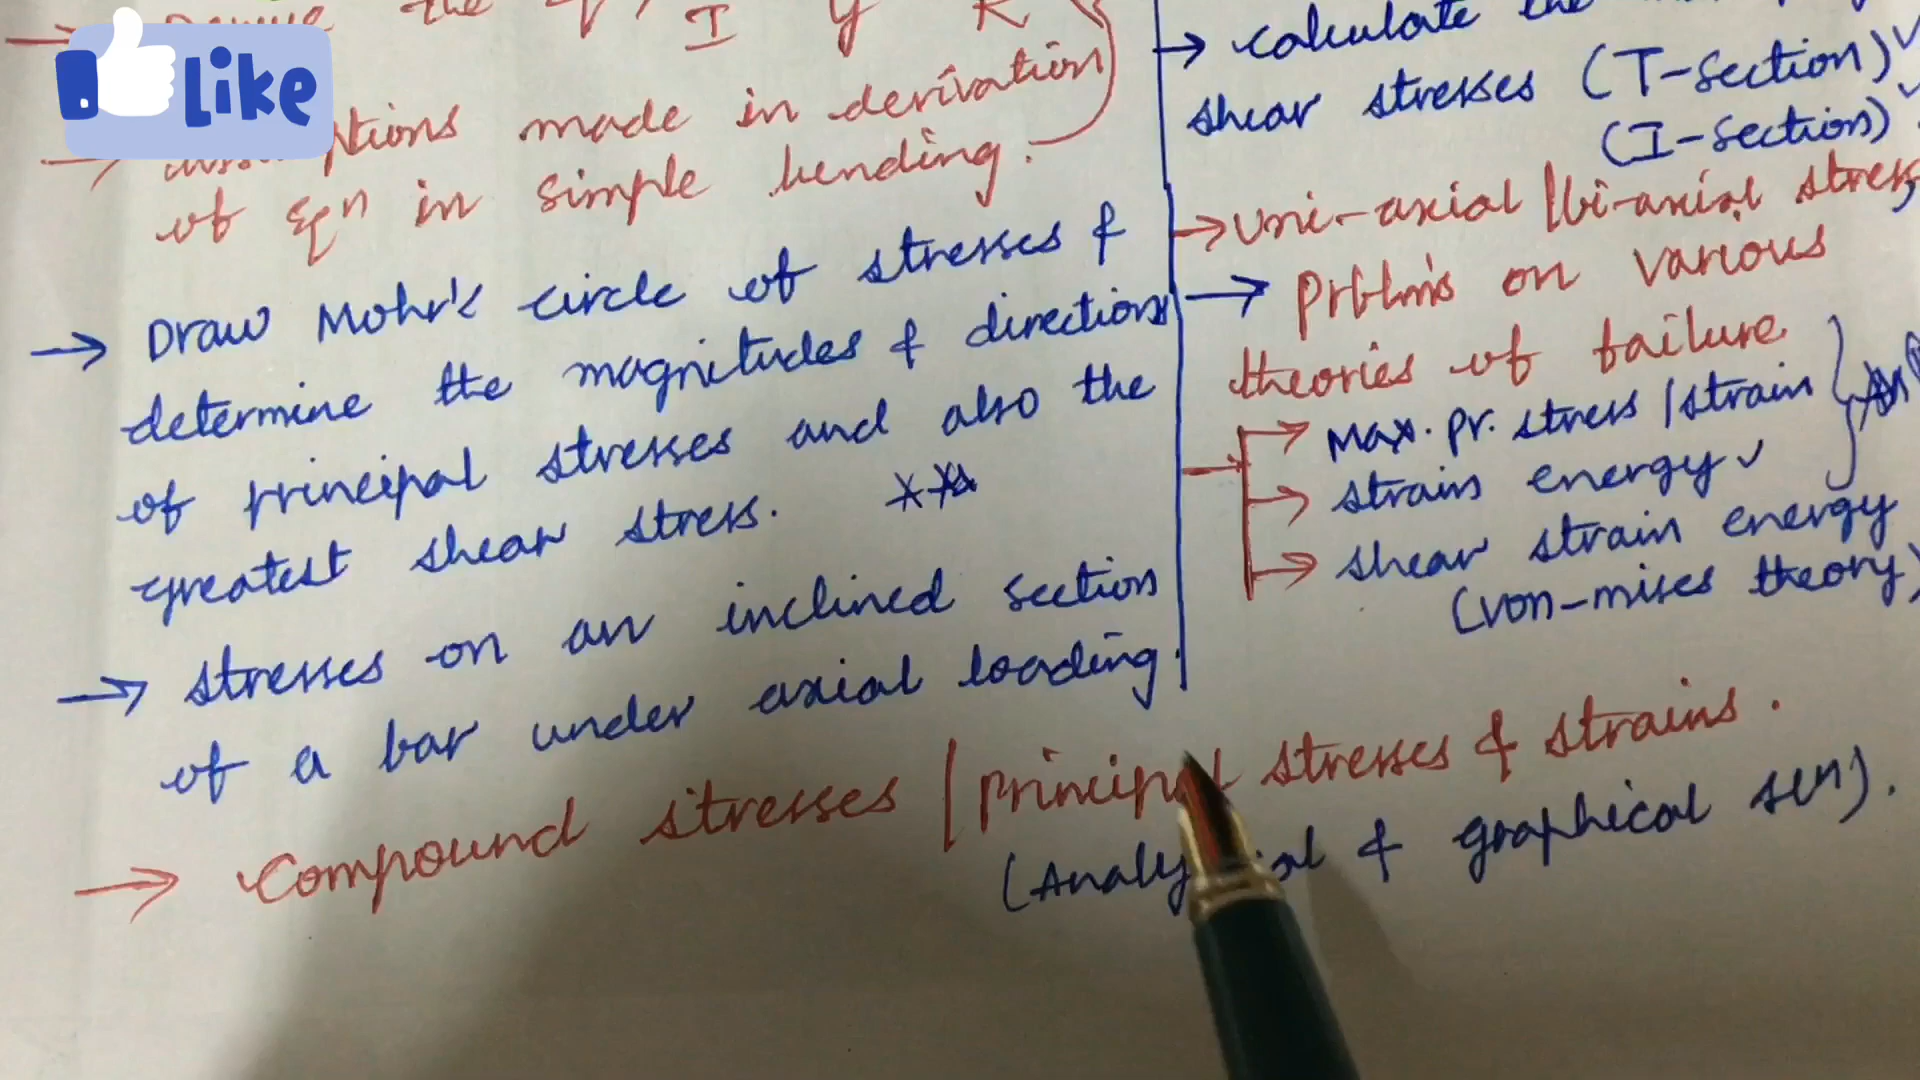 the
I y R
Like
made in derivation
of Eqn in simple bending.
→ Draw Mohr's circle of stresses &
determine the magnitudes & directions
of principal stresses and also the
greatest shear stress.
→ stresses on an inclined section
of a bar under axial loading.
→ calculate the
shear stresses (T-section) ✓
(I-section) ✓
→ uni-axial | bi-axial stress
→ Prblm's on various
theories of failure
→ Max. pr. stress | strain
→ strain energy ✓
→ shear strain energy
(von-mises theory)
→ Compound stresses | principal stresses & strains.
& graphical sln).